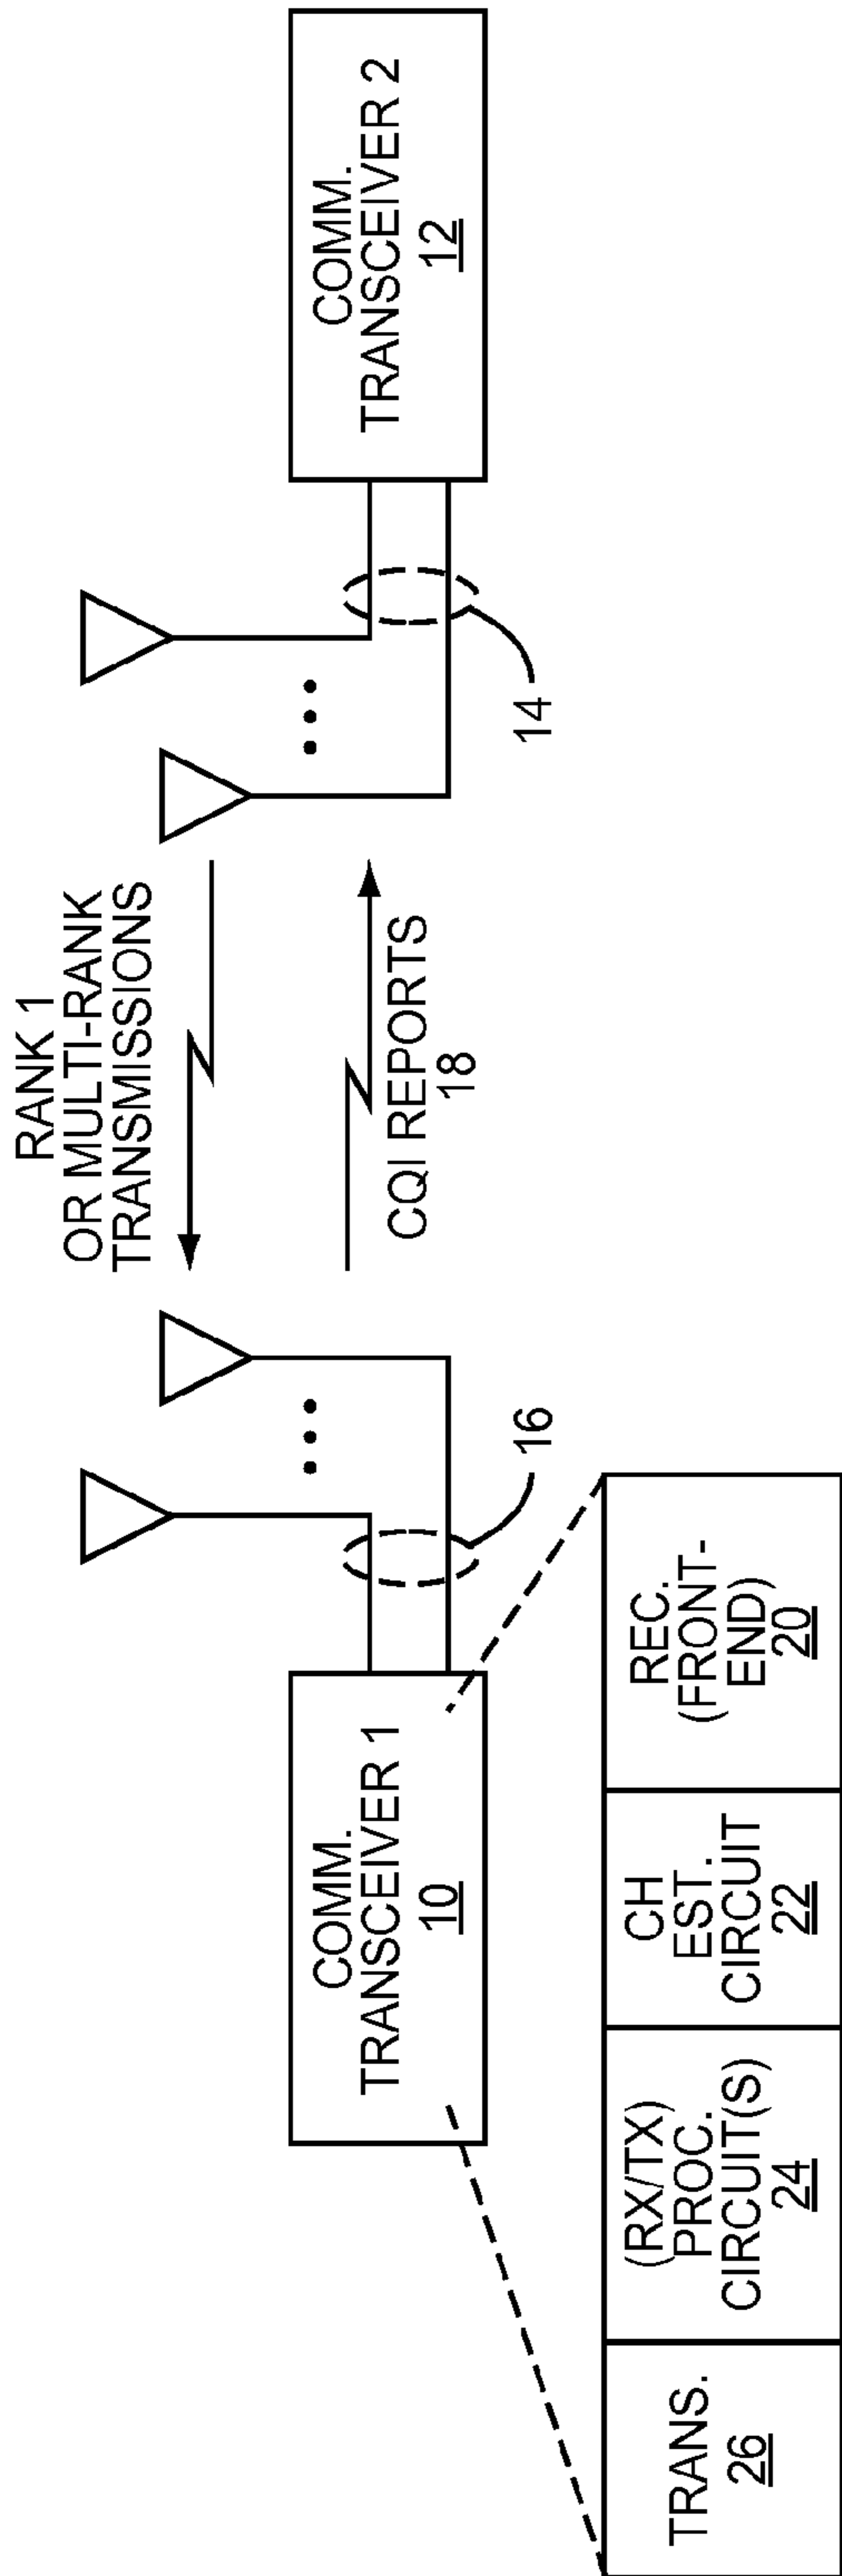 RANK 1
OR MULTI-RANK
TRANSMISSIONS
CQI REPORTS
18
COMM.
TRANSCEIVER 1
10
16
COMM.
TRANSCEIVER 2
12
14
TRANS.
26
(RX/TX)
PROC.
CIRCUIT(S)
24
CH
EST.
CIRCUIT
22
REC.
(FRONT-
END)
20